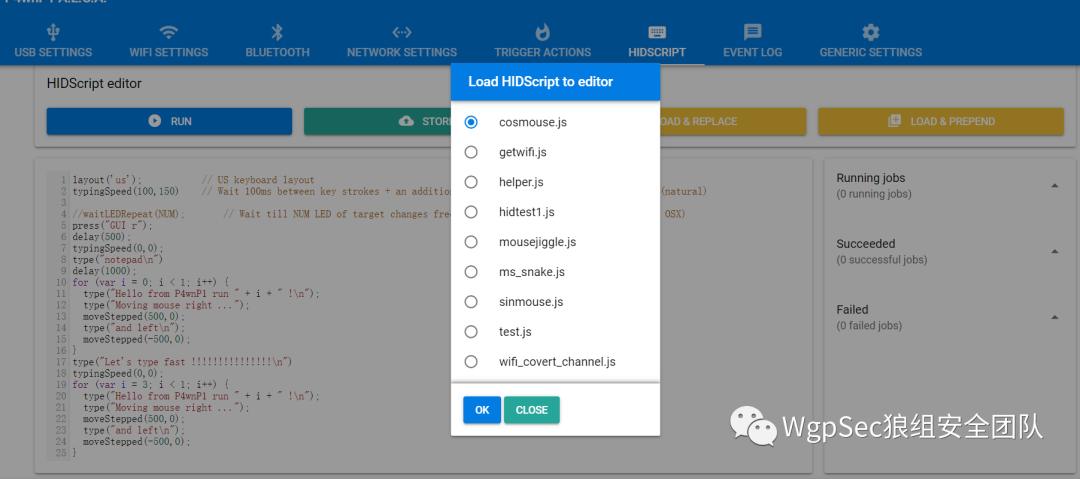 USB SETTINGS
WIFI SETTINGS
BLUETOOTH
NETWORK SETTINGS
TRIGGER ACTIONS
HIDSCRIPT
EVENT LOG
GENERIC SETTINGS
HIDScript editor
RUN
STOR
OAD & REPLACE
LOAD & PREPEND
Load HIDScript to editor
cosmouse.js
getwifi.js
helper.js
hidtest1.js
mousejiggle.js
ms_snake.js
sinmouse.js
test.js
wifi_covert_channel.js
OK
CLOSE
1 layout('us'); // US keyboard layout
2 typingSpeed(100,150) // Wait 100ms between key strokes + an addition (natural)
3
4 //waitLEDRepeat(NUM); // Wait till NUM LED of target changes fre OSX)
5 press("GUI r");
6 delay(500);
7 typingSpeed(0,0);
8 type("notepad\n")
9 delay(1000);
10 for (var i = 0; i < 1; i++) {
11 type("Hello from P4wnP1 run " + i + " !\n");
12 type("Moving mouse right ...");
13 moveStepped(500,0);
14 type("and left\n");
15 moveStepped(-500,0);
16 }
17 type("Let's type fast !!!!!!!!!!!!!!!\n")
18 typingSpeed(0,0);
19 for (var i = 3; i < 1; i++) {
20 type("Hello from P4wnP1 run " + i + " !\n");
21 type("Moving mouse right ...");
22 moveStepped(500,0);
23 type("and left\n");
24 moveStepped(-500,0);
25 }
Running jobs
(0 running jobs)
Succeeded
(0 successful jobs)
Failed
(0 failed jobs)
WgpSec狼组安全团队